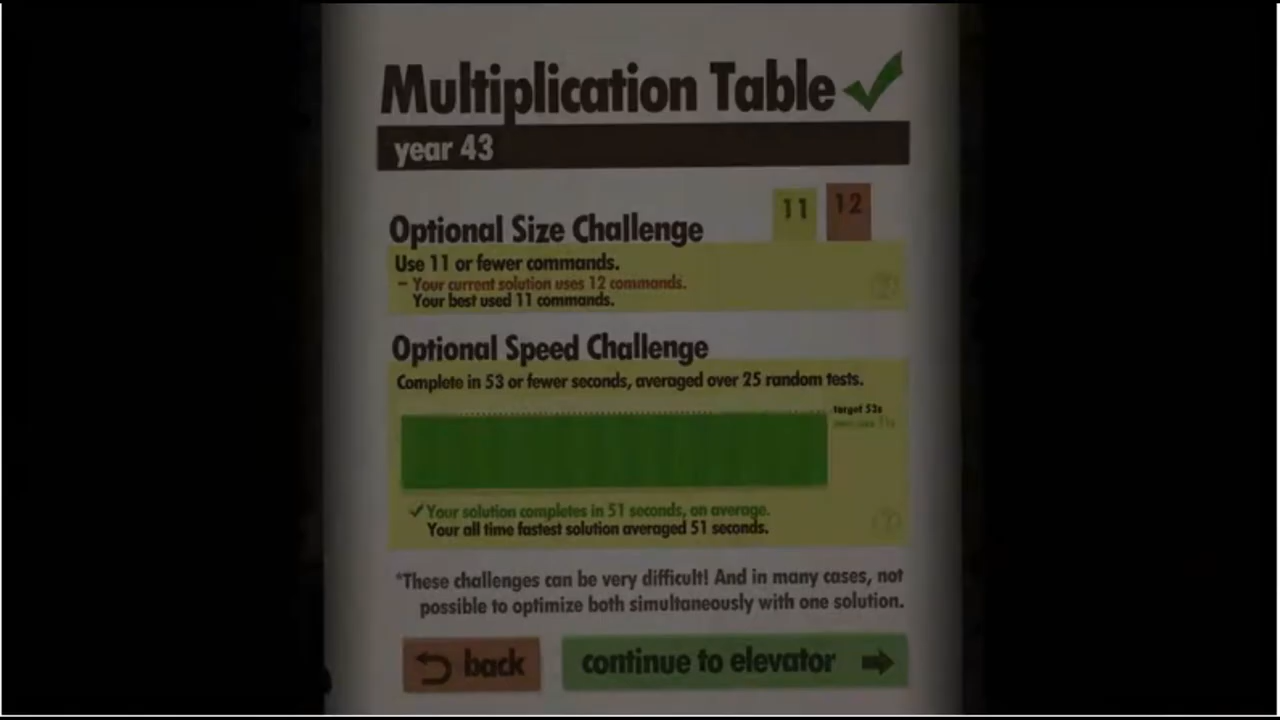 Multiplication Table
year 43
11
12
Optional Size Challenge
Use 11 or fewer commands.
– Your current solution uses 12 commands.
Your best used 11 commands.
Optional Speed Challenge
Complete in 53 or fewer seconds, averaged over 25 random tests.
target 53s
✓ Your solution completes in 51 seconds, on average.
Your all time fastest solution averaged 51 seconds.
*These challenges can be very difficult! And in many cases, not
possible to optimize both simultaneously with one solution.
back
continue to elevator